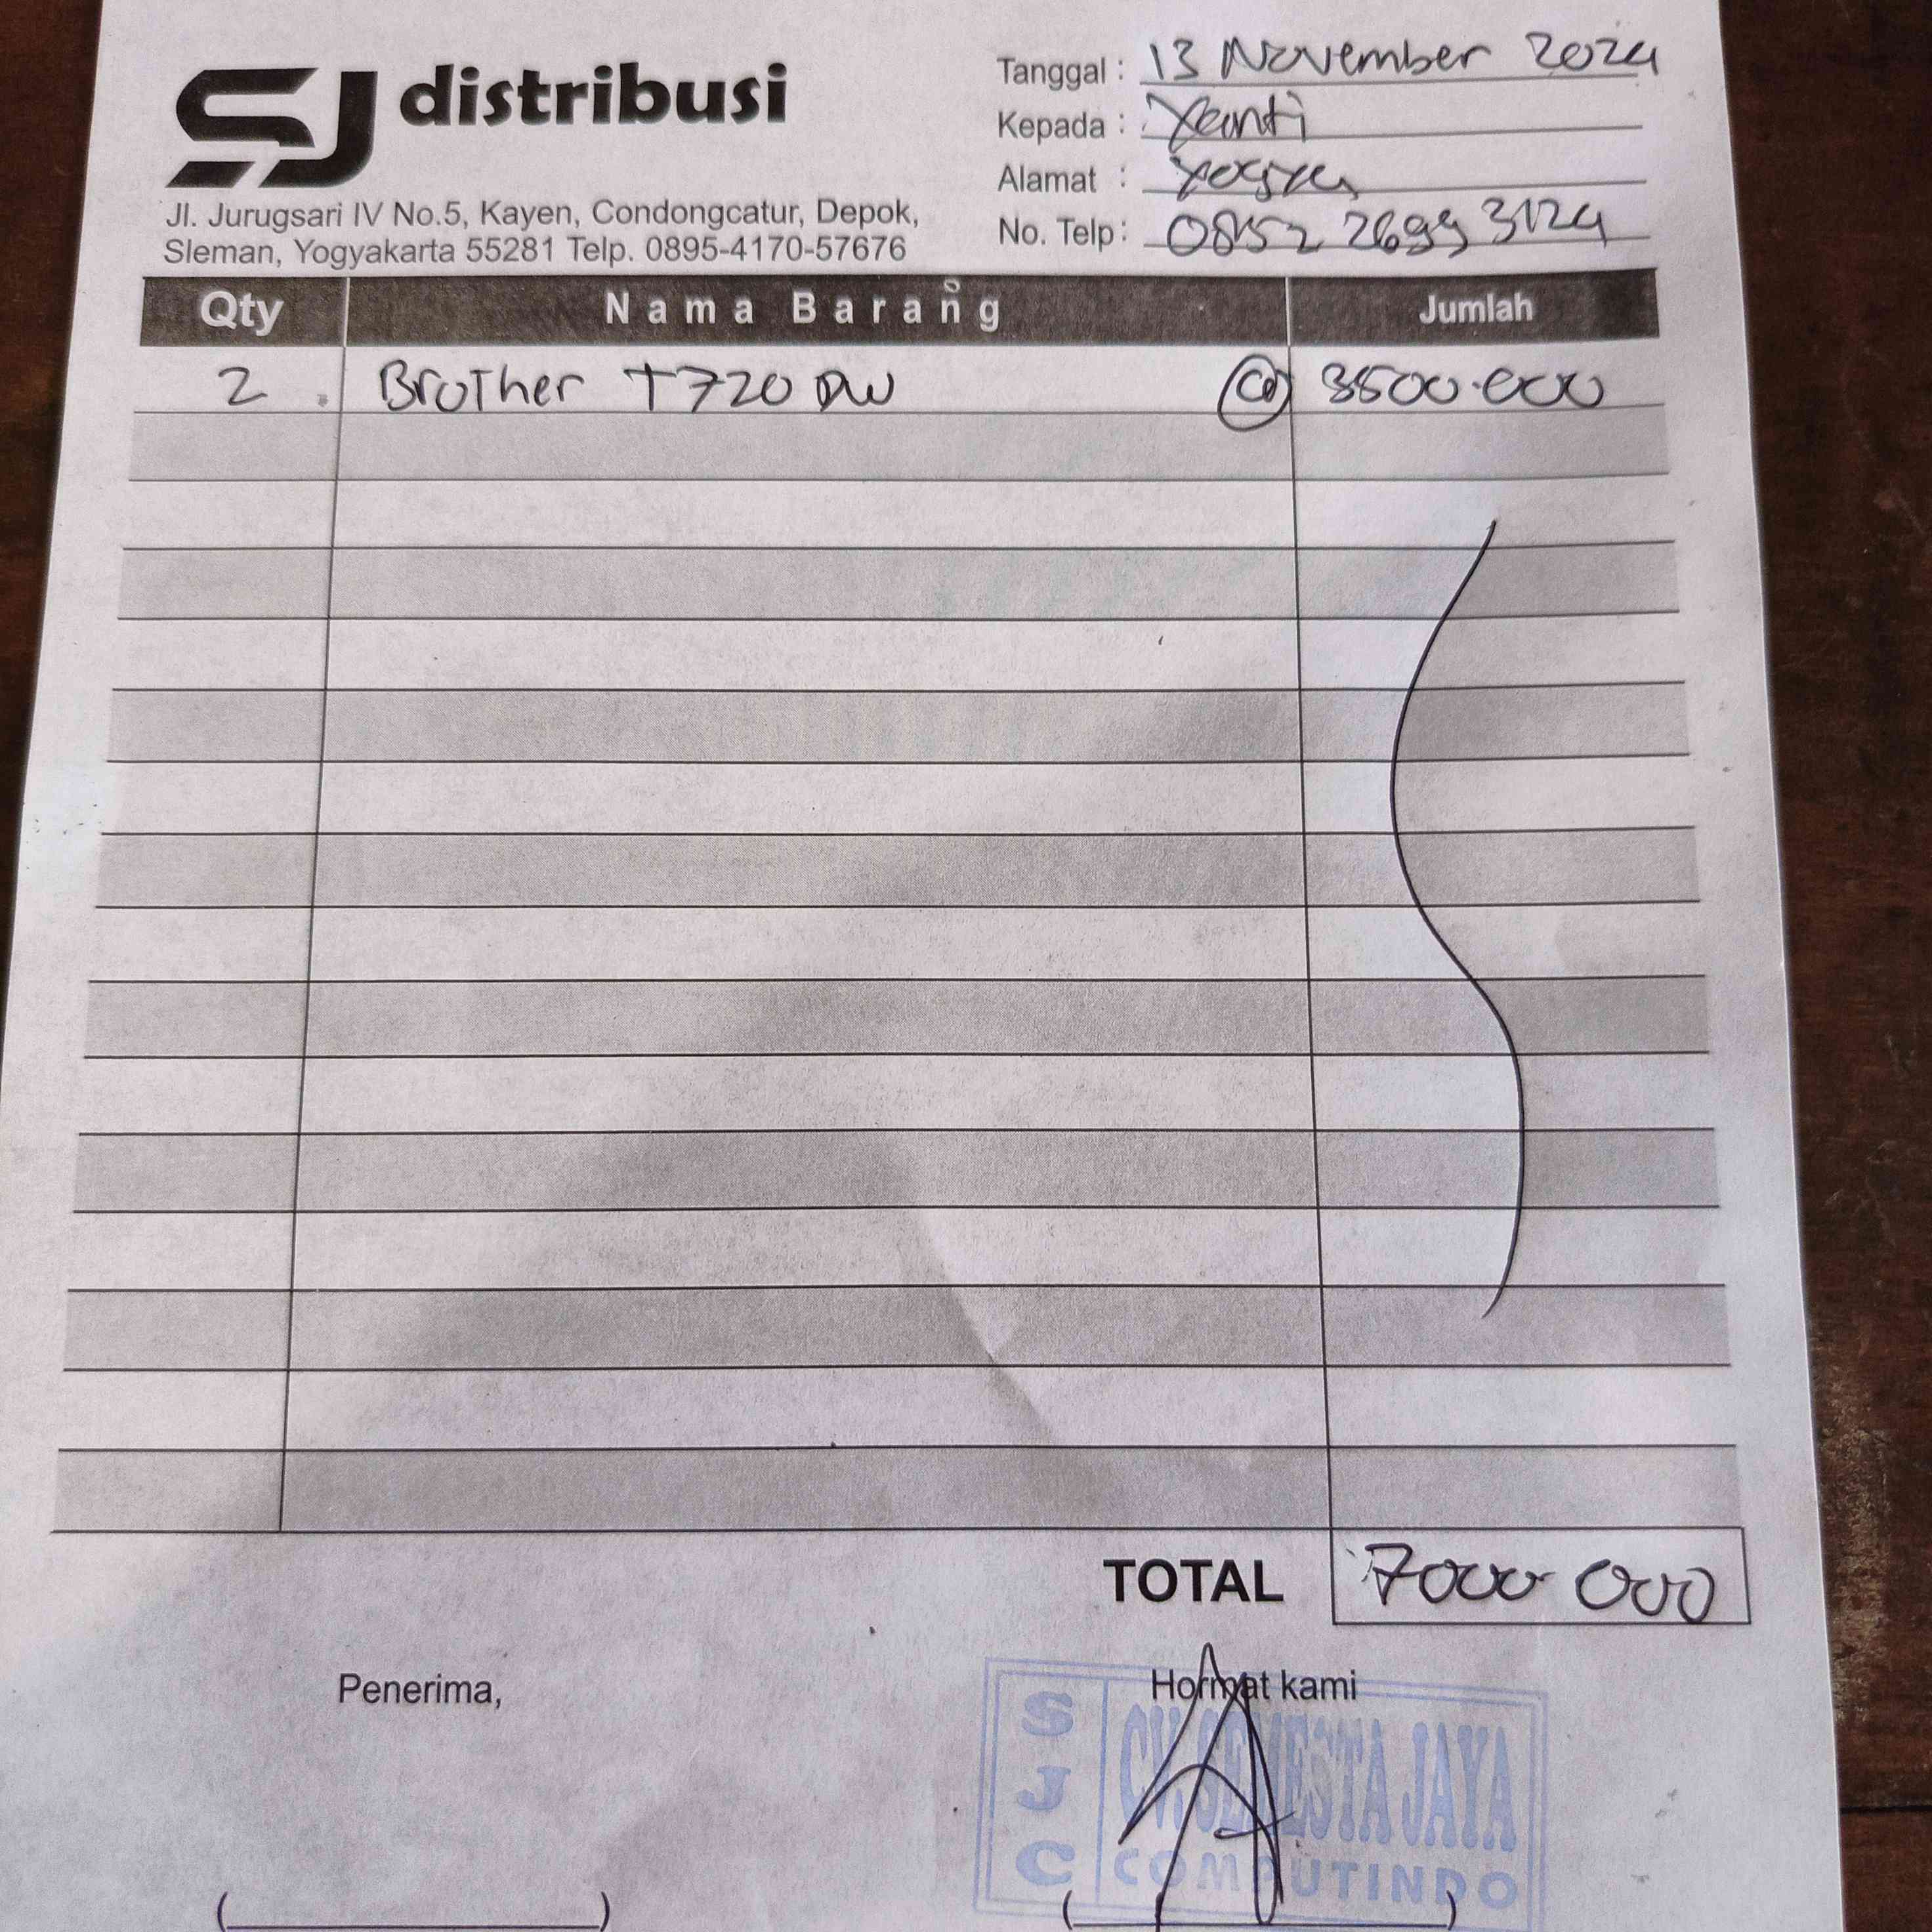 SJ distribusi
Jl. Jurugsari IV No.5, Kayen, Condongcatur, Depok,
Sleman, Yogyakarta 55281 Telp. 0895-4170-57676
Tanggal : 13 November 2024
Kepada : Yanti
Alamat : Yogya
No. Telp : 0852 2699 3124
Qty Nama Barang Jumlah
2 Brother T720 DW @ 3500.000
TOTAL 7000 000
Penerima,
Hormat kami
SJC
CV. SEMESTA JAYA
COMPUTINDO
( )
( )